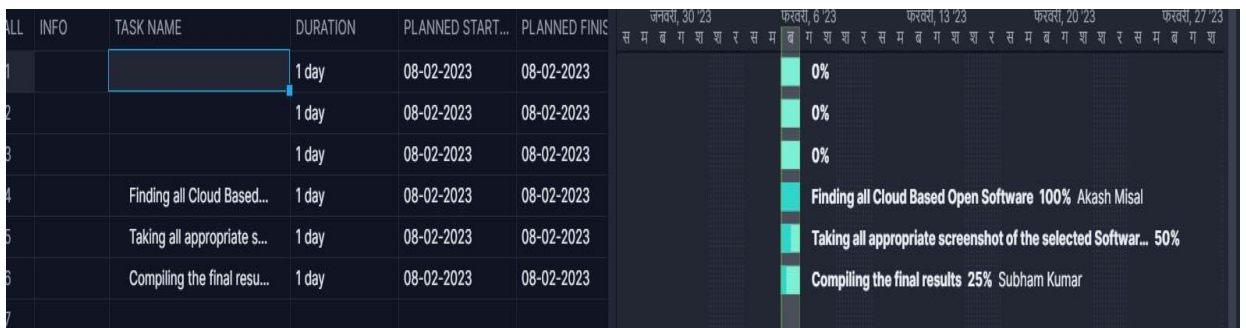 ALL INFO TASK NAME DURATION PLANNED START... PLANNED FINIS
जनवरी, 30 '23 फरवरी, 6 '23 फरवरी, 13 '23 फरवरी, 20 '23 फरवरी, 27 '23
स म ब ग श श र स म ब ग श श र स म ब ग श श र स म ब ग श श र स म ब ग श
1 1 day 08-02-2023 08-02-2023 0%
2 1 day 08-02-2023 08-02-2023 0%
3 1 day 08-02-2023 08-02-2023 0%
4 Finding all Cloud Based... 1 day 08-02-2023 08-02-2023 Finding all Cloud Based Open Software 100% Akash Misal
5 Taking all appropriate s... 1 day 08-02-2023 08-02-2023 Taking all appropriate screenshot of the selected Softwar... 50%
6 Compiling the final resu... 1 day 08-02-2023 08-02-2023 Compiling the final results 25% Subham Kumar
7